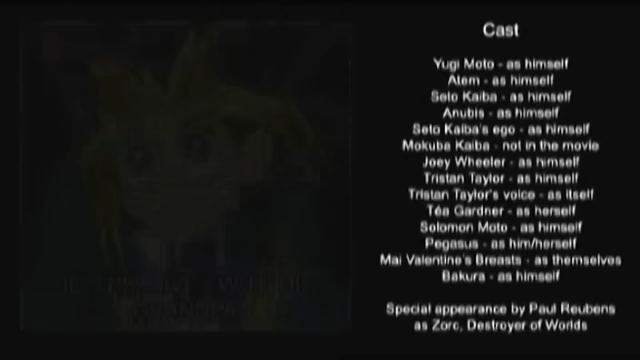 Cast
Yugi Moto - as himself
Atem - as himself
Seto Kaiba - as himself
Anubis - as himself
Seto Kaiba's ego - as himself
Mokuba Kaiba - not in the movie
Joey Wheeler - as himself
Tristan Taylor - as himself
Tristan Taylor's voice - as itself
Téa Gardner - as herself
Solomon Moto - as himself
Pegasus - as him/herself
Mai Valentine's Breasts - as themselves
Bakura - as himself
Special appearance by Paul Reubens
as Zorc, Destroyer of Worlds